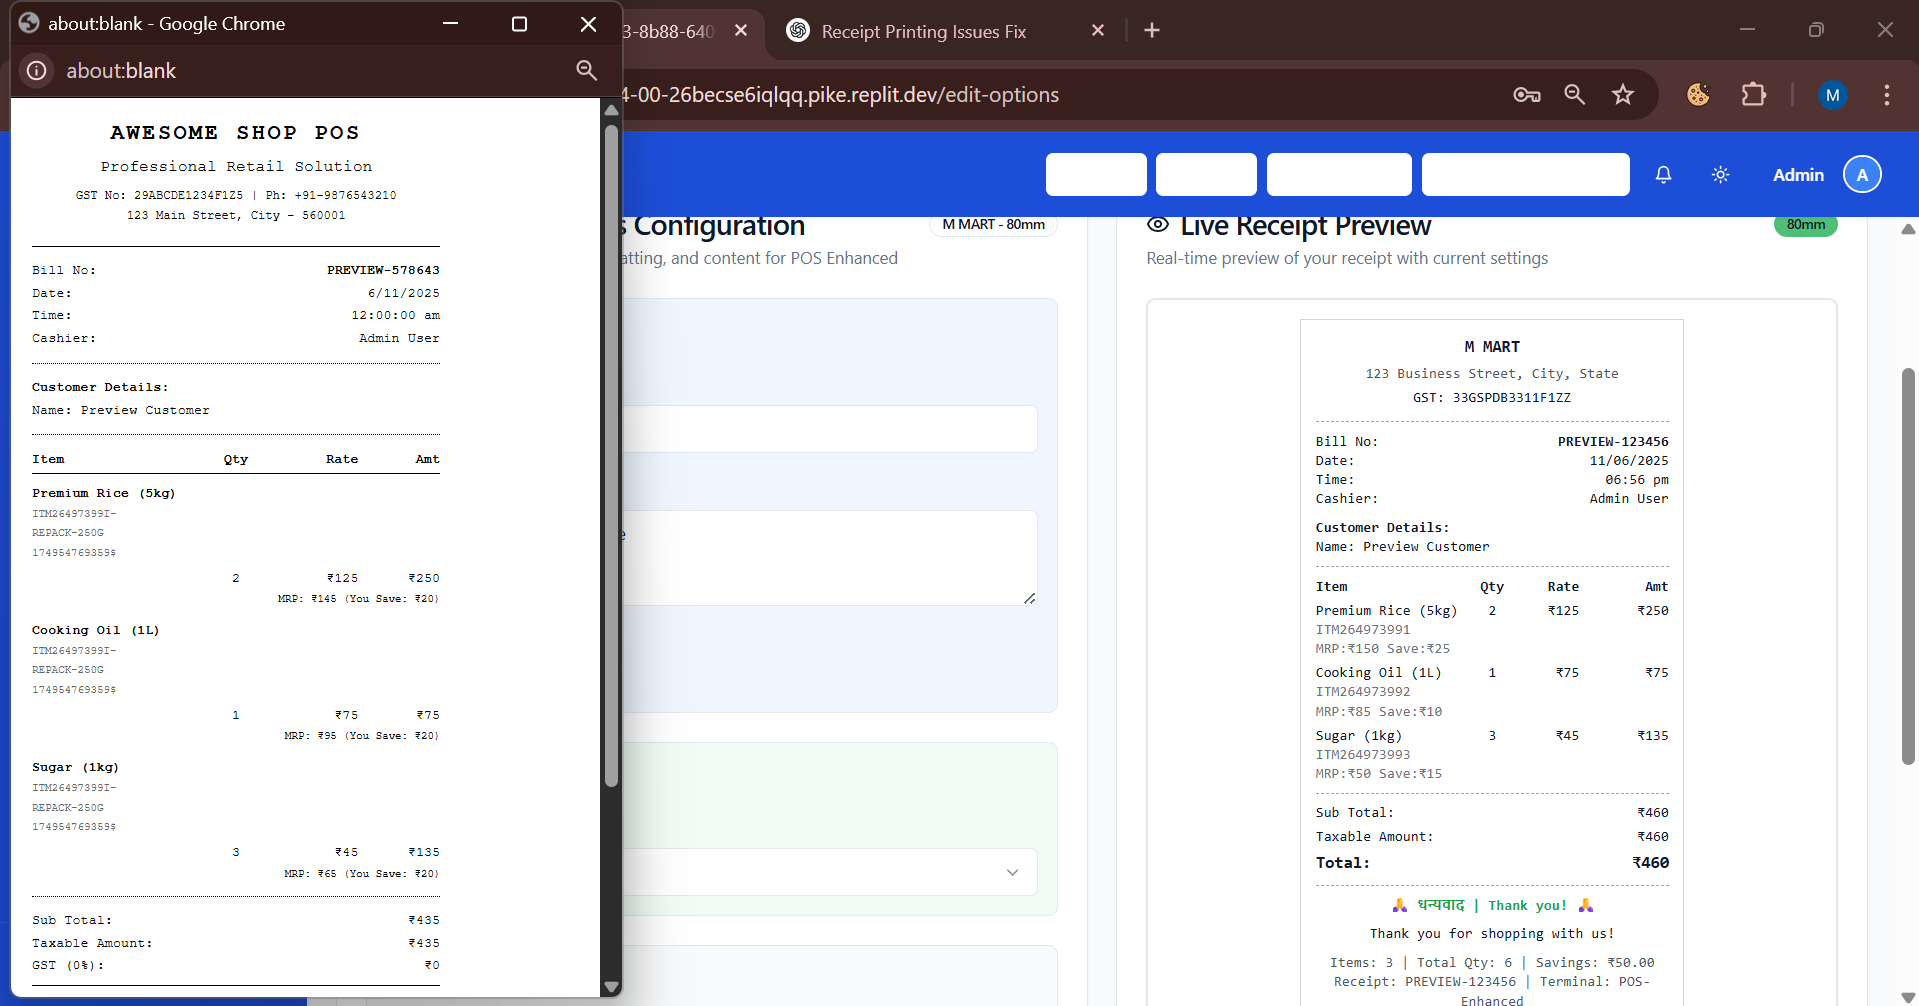 about:blank - Google Chrome
about:blank
3-8b88-640
Receipt Printing Issues Fix
4-00-26becse6iqlqq.pike.replit.dev/edit-options
M
Admin
A
AWESOME SHOP POS
Professional Retail Solution
GST No: 29ABCDE1234F1Z5 | Ph: +91-9876543210
123 Main Street, City - 560001
Bill No: PREVIEW-578643
Date: 6/11/2025
Time: 12:00:00 am
Cashier: Admin User
Customer Details:
Name: Preview Customer
Item Qty Rate Amt
Premium Rice (5kg)
ITM26497399I-
REPACK-250G
174954769359$
2 ₹125 ₹250
MRP: ₹145 (You Save: ₹20)
Cooking Oil (1L)
ITM26497399I-
REPACK-250G
174954769359$
1 ₹75 ₹75
MRP: ₹95 (You Save: ₹20)
Sugar (1kg)
ITM26497399I-
REPACK-250G
174954769359$
3 ₹45 ₹135
MRP: ₹65 (You Save: ₹20)
Sub Total: ₹435
Taxable Amount: ₹435
GST (0%): ₹0
s Configuration
M MART - 80mm
atting, and content for POS Enhanced
e
Live Receipt Preview
80mm
Real-time preview of your receipt with current settings
M MART
123 Business Street, City, State
GST: 33GSPDB3311F1ZZ
Bill No: PREVIEW-123456
Date: 11/06/2025
Time: 06:56 pm
Cashier: Admin User
Customer Details:
Name: Preview Customer
Item Qty Rate Amt
Premium Rice (5kg) 2 ₹125 ₹250
ITM264973991
MRP:₹150 Save:₹25
Cooking Oil (1L) 1 ₹75 ₹75
ITM264973992
MRP:₹85 Save:₹10
Sugar (1kg) 3 ₹45 ₹135
ITM264973993
MRP:₹50 Save:₹15
Sub Total: ₹460
Taxable Amount: ₹460
Total: ₹460
🙏 धन्यवाद | Thank you! 🙏
Thank you for shopping with us!
Items: 3 | Total Qty: 6 | Savings: ₹50.00
Receipt: PREVIEW-123456 | Terminal: POS-
Enhanced